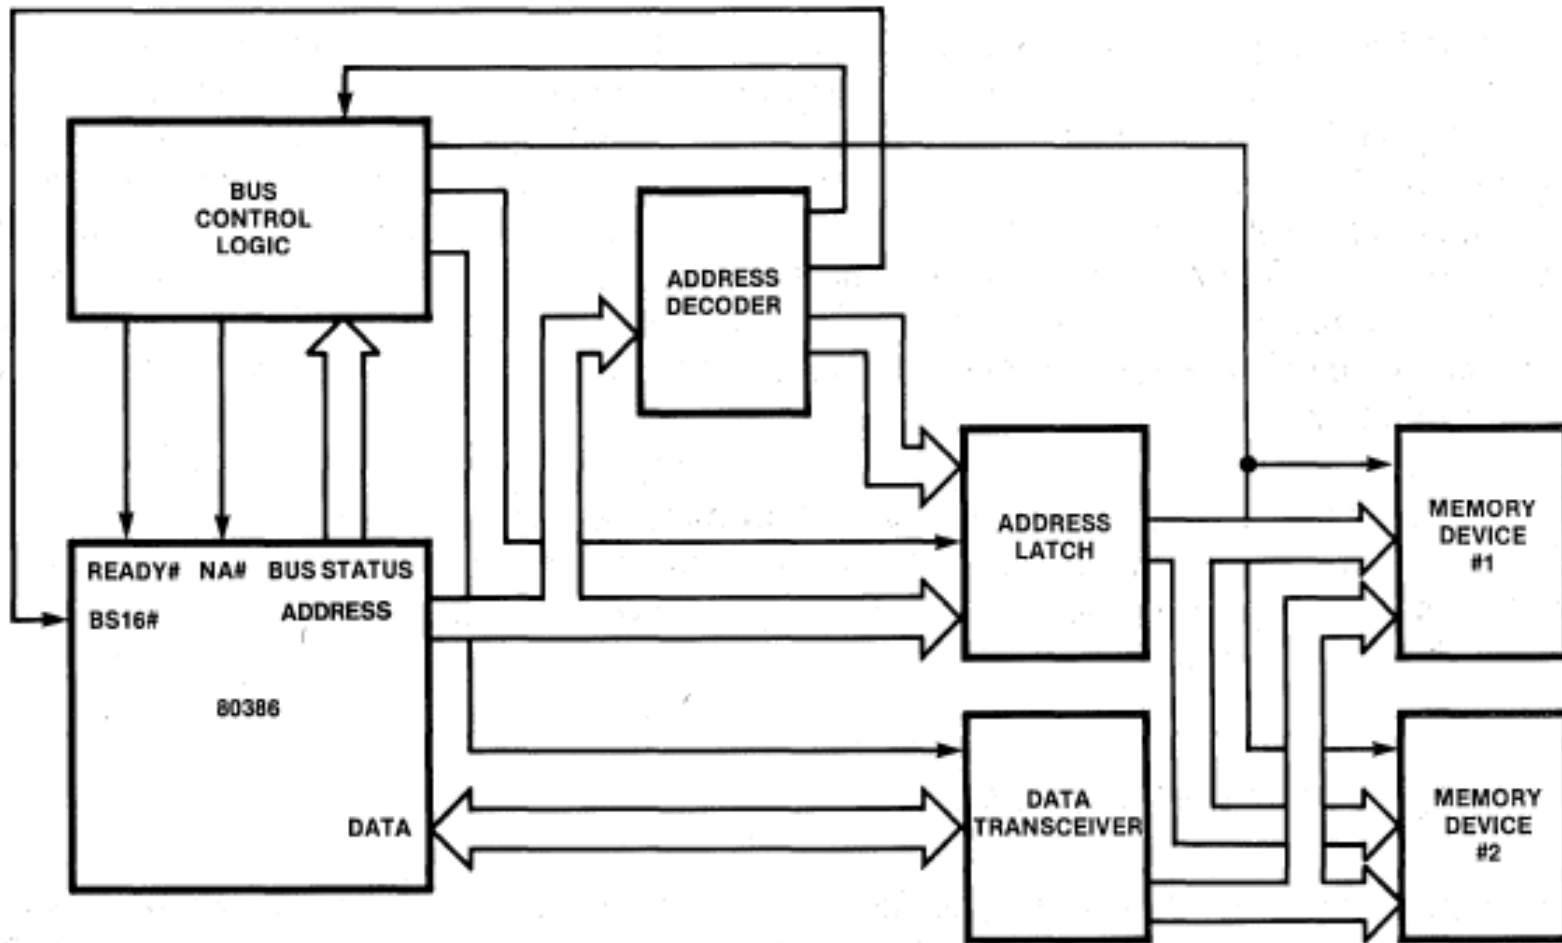 BUS
CONTROL
LOGIC
ADDRESS
DECODER
ADDRESS
LATCH
MEMORY
DEVICE
#1
READY# NA# BUS STATUS
BS16# ADDRESS
80386
DATA
DATA
TRANSCEIVER
MEMORY
DEVICE
#2